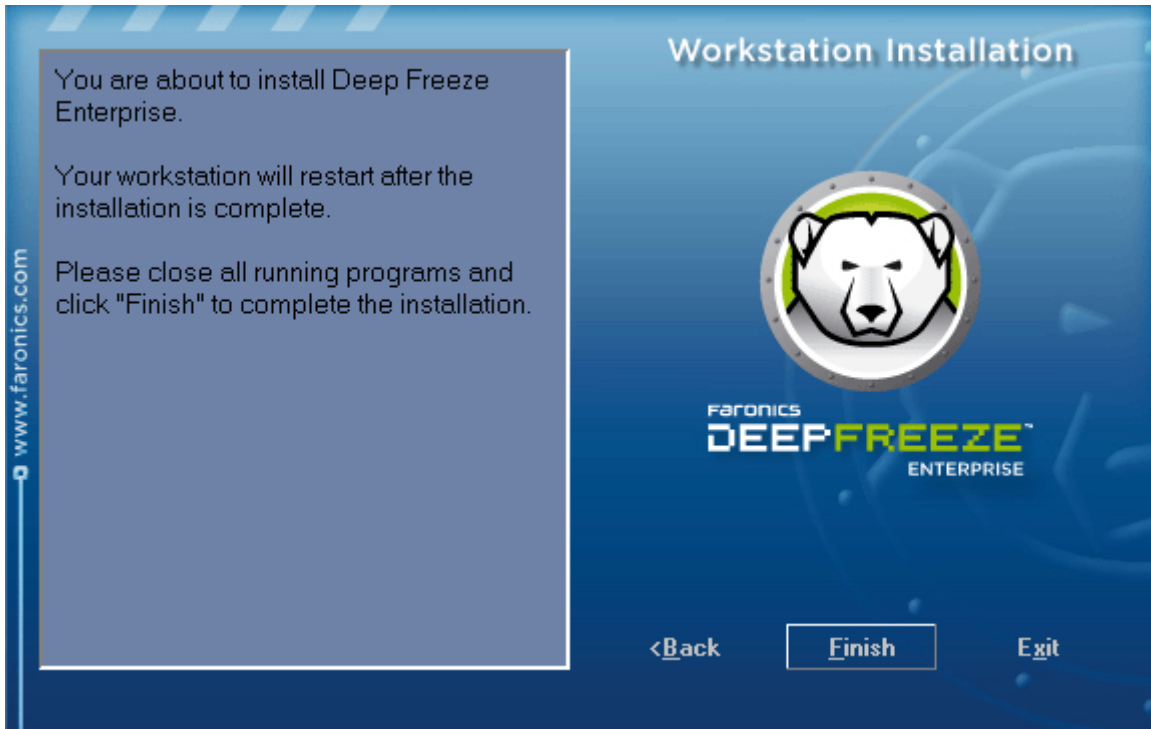 Workstation Installation
You are about to install Deep Freeze
Enterprise.
Your workstation will restart after the
installation is complete.
Please close all running programs and
click "Finish" to complete the installation.
www.faronics.com
Faronics
DEEPFREEZE™
ENTERPRISE
<Back
Finish
Exit